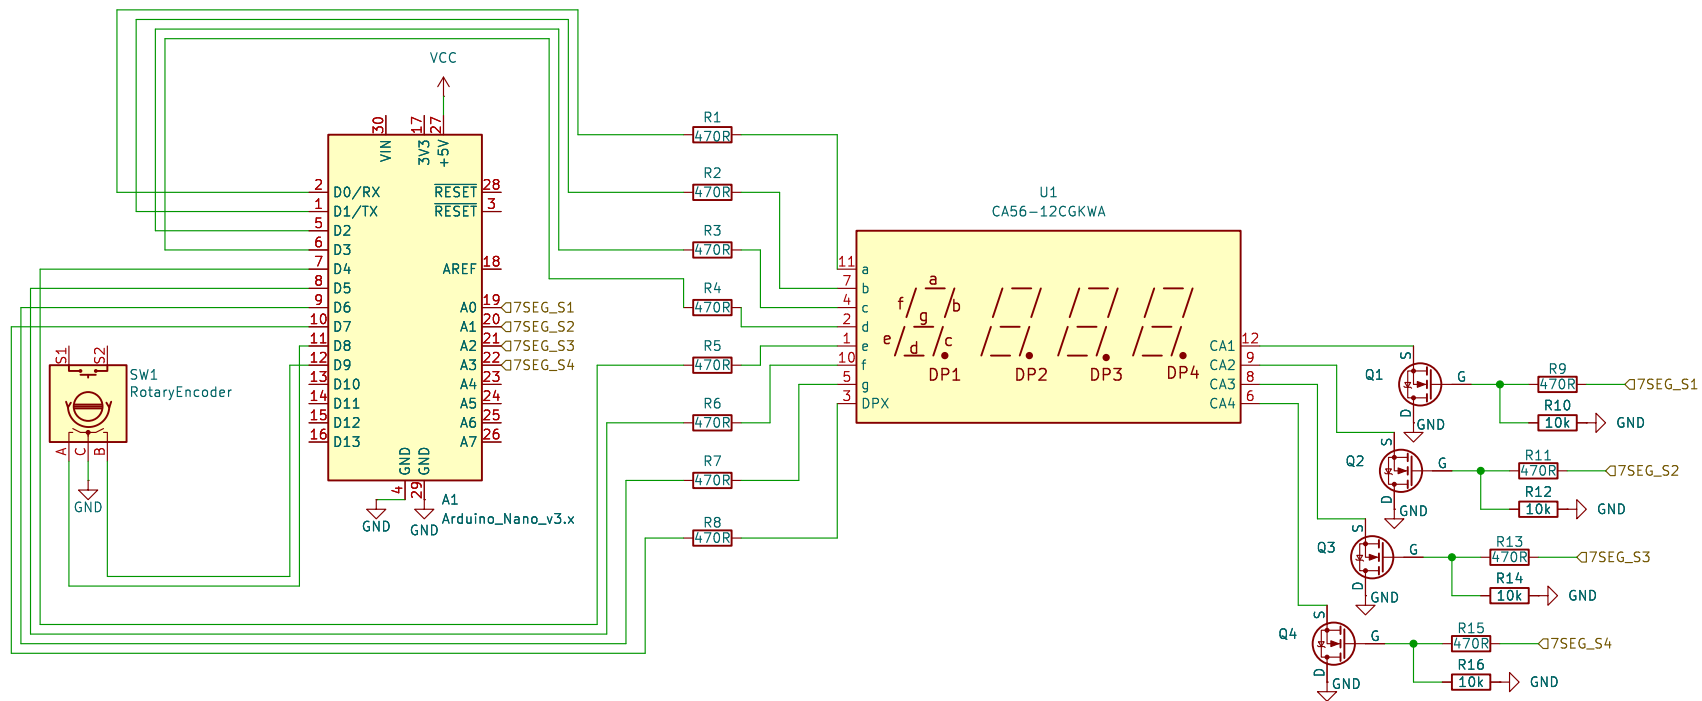 VCC
30
17
27
VIN
3V3
+5V
2 D0/RX
1 D1/TX
5 D2
6 D3
7 D4
8 D5
9 D6
10 D7
11 D8
12 D9
13 D10
14 D11
15 D12
16 D13
RESET 28
RESET 3
AREF 18
A0 19 7SEG_S1
A1 20 7SEG_S2
A2 21 7SEG_S3
A3 22 7SEG_S4
A4 23
A5 24
A6 25
A7 26
GND
GND
4
29
GND
GND
A1
Arduino_Nano_v3.x
S1
S2
SW1
RotaryEncoder
A
C
B
GND
R1
470R
R2
470R
R3
470R
R4
470R
R5
470R
R6
470R
R7
470R
R8
470R
U1
CA56-12CGKWA
11 a
7 b
4 c
2 d
1 e
10 f
5 g
3 DPX
a
f
b
g
e
d
c
DP1
DP2
DP3
DP4
CA1 12
CA2 9
CA3 8
CA4 6
Q1
S
G
D
GND
R9
470R
7SEG_S1
R10
10k
GND
Q2
S
G
D
GND
R11
470R
7SEG_S2
R12
10k
GND
Q3
S
G
D
GND
R13
470R
7SEG_S3
R14
10k
GND
Q4
S
G
D
GND
R15
470R
7SEG_S4
R16
10k
GND